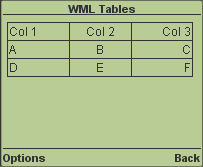 WML Tables
Col 1 Col 2 Col 3
A B C
D E F
Options Back